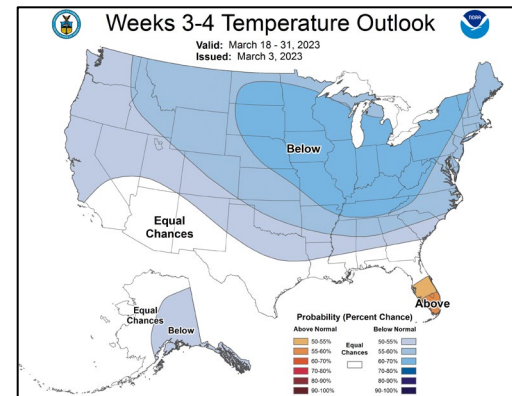 Weeks 3-4 Temperature Outlook
NOAA
Valid: March 18 - 31, 2023
Issued: March 3, 2023
Below
Equal
Chances
Above
Equal
Chances
Below
Probability (Percent Chance)
Above Normal
Equal
Chances
Below Normal
50-55%
55-60%
60-70%
70-80%
80-90%
90-100%
50-55%
55-60%
60-70%
70-80%
80-90%
90-100%